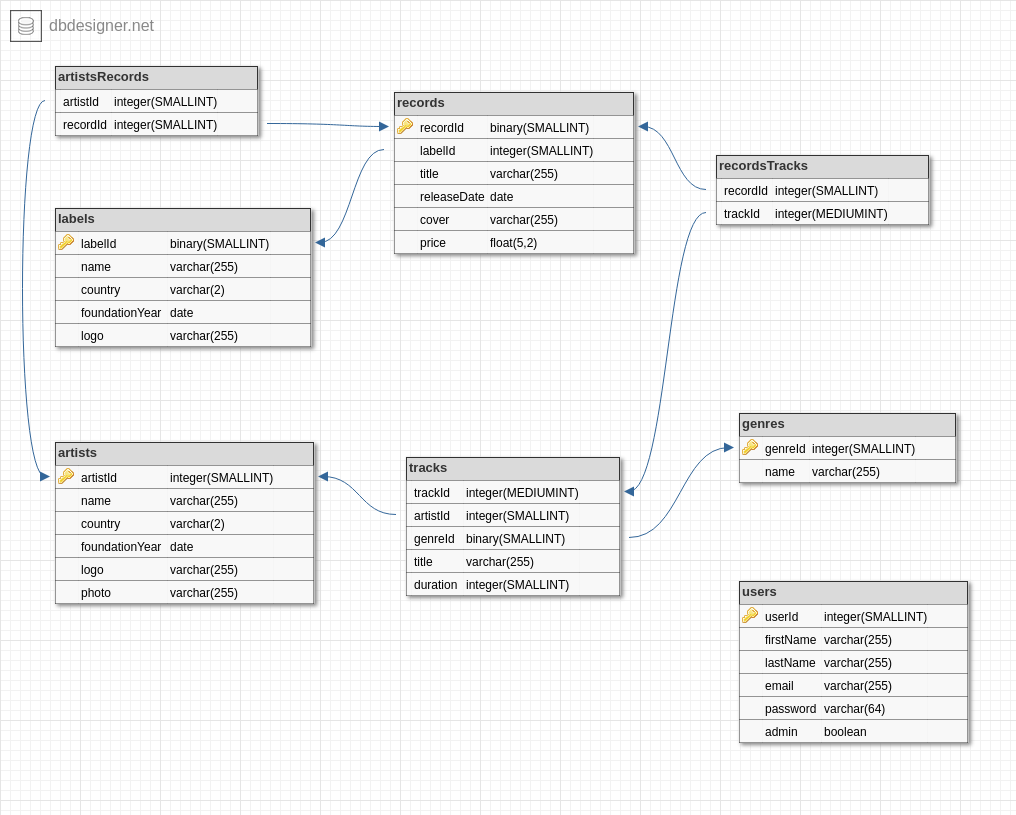 dbdesigner.net
artistsRecords
artistId integer(SMALLINT)
recordId integer(SMALLINT)
records
recordId binary(SMALLINT)
labelId integer(SMALLINT)
title varchar(255)
releaseDate date
cover varchar(255)
price float(5,2)
recordsTracks
recordId integer(SMALLINT)
trackId integer(MEDIUMINT)
labels
labelId binary(SMALLINT)
name varchar(255)
country varchar(2)
foundationYear date
logo varchar(255)
artists
artistId integer(SMALLINT)
name varchar(255)
country varchar(2)
foundationYear date
logo varchar(255)
photo varchar(255)
tracks
trackId integer(MEDIUMINT)
artistId integer(SMALLINT)
genreId binary(SMALLINT)
title varchar(255)
duration integer(SMALLINT)
genres
genreId integer(SMALLINT)
name varchar(255)
users
userId integer(SMALLINT)
firstName varchar(255)
lastName varchar(255)
email varchar(255)
password varchar(64)
admin boolean